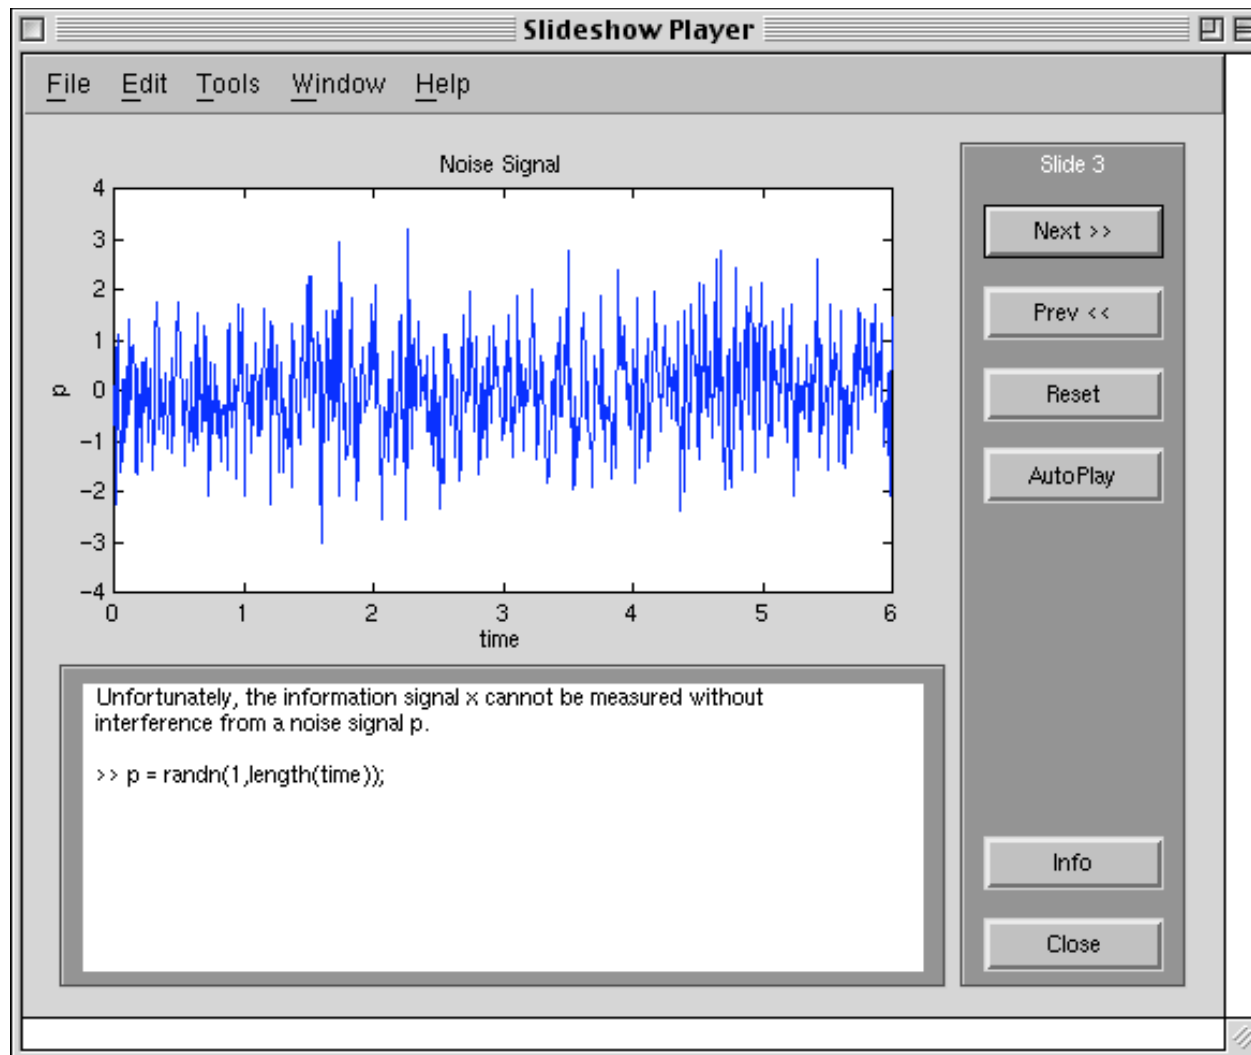 Slideshow Player
File Edit Tools Window Help
Noise Signal
4
3
2
1
0
−1
−2
−3
−4
p
0 1 2 3 4 5 6
time
Slide 3
Next >>
Prev <<
Reset
AutoPlay
Info
Close
Unfortunately, the information signal x cannot be measured without
interference from a noise signal p.
>> p = randn(1,length(time));